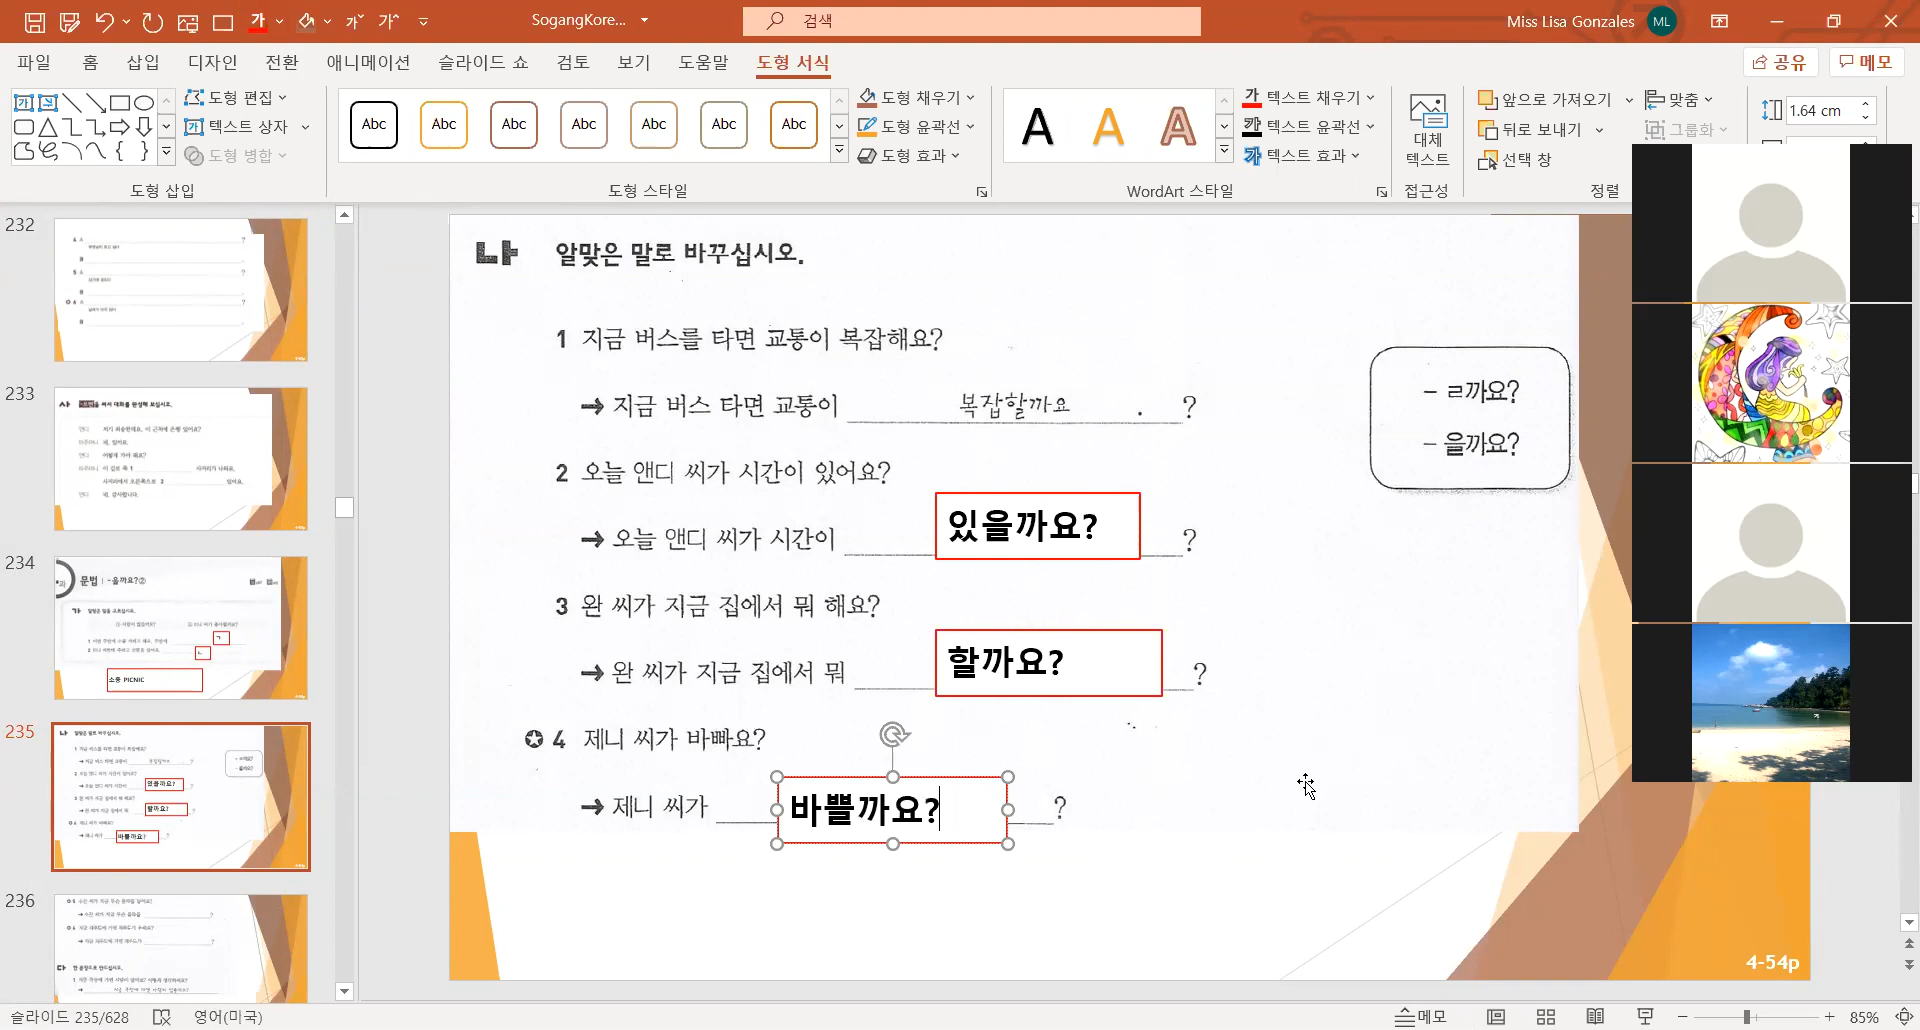 SogangKore...
검색
Miss Lisa Gonzales
ML
파일 홈 삽입 디자인 전환 애니메이션 슬라이드 쇼 검토 보기 도움말 도형 서식
공유
메모
도형 편집
텍스트 상자
도형 병합
도형 삽입
Abc Abc Abc Abc Abc Abc Abc
도형 채우기
도형 윤곽선
도형 효과
도형 스타일
A A A
텍스트 채우기
텍스트 윤곽선
텍스트 효과
WordArt 스타일
대체
텍스트
접근성
앞으로 가져오기
뒤로 보내기
선택 창
맞춤
그룹화
정렬
1.64 cm
232
233
234
235
236
나 알맞은 말로 바꾸십시오.
1 지금 버스를 타면 교통이 복잡해요?
→ 지금 버스 타면 교통이 복잡할까요 . ?
- ㄹ까요?
- 을까요?
2 오늘 앤디 씨가 시간이 있어요?
→ 오늘 앤디 씨가 시간이 있을까요? ?
3 완 씨가 지금 집에서 뭐 해요?
→ 완 씨가 지금 집에서 뭐 할까요? ?
✪ 4 제니 씨가 바빠요?
→ 제니 씨가 바쁠까요? ?
4-54p
슬라이드 235/628
영어(미국)
메모
85%